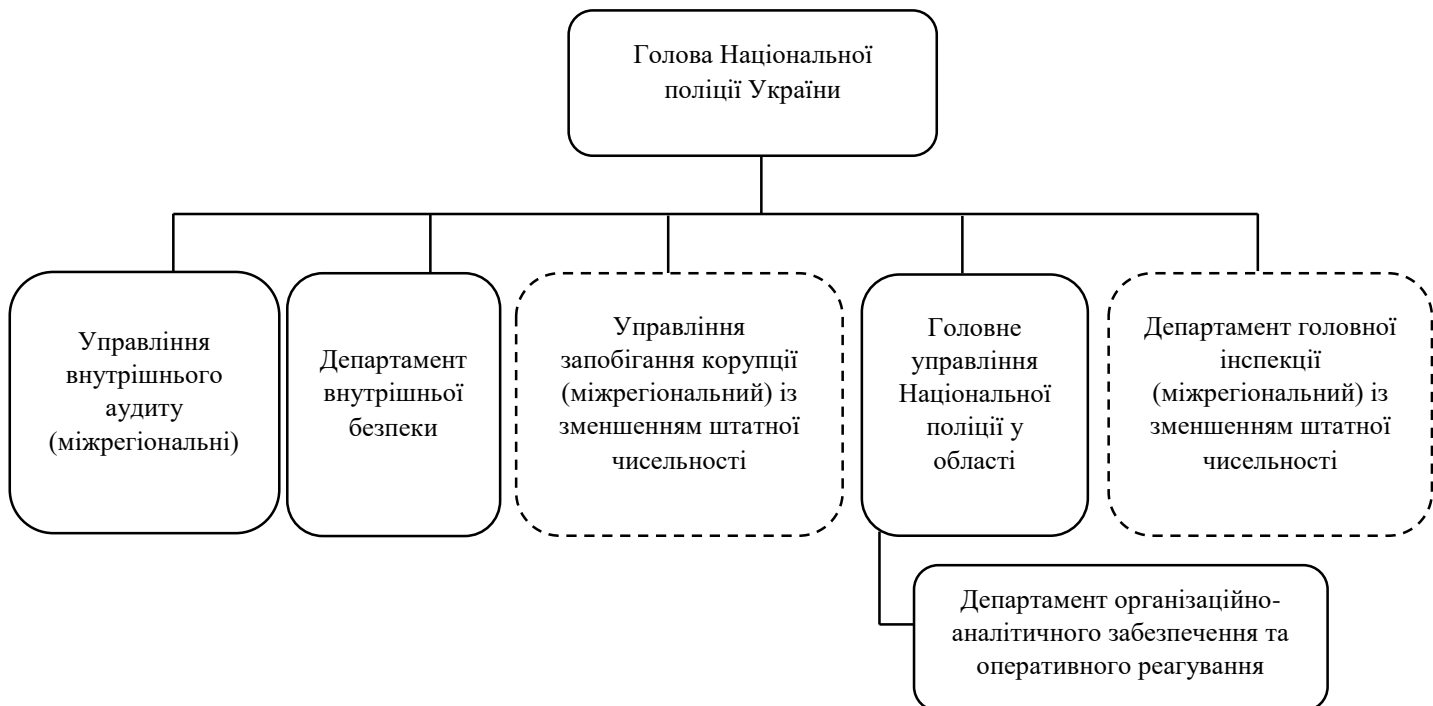 Голова Національної
поліції України
Управління
внутрішнього
аудиту
(міжрегіональні)
Департамент
внутрішньої
безпеки
Управління
запобігання корупції
(міжрегіональний) із
зменшенням штатної
чисельності
Головне
управління
Національної
поліції у
області
Департамент головної
інспекції
(міжрегіональний) із
зменшенням штатної
чисельності
Департамент організаційно-
аналітичного забезпечення та
оперативного реагування